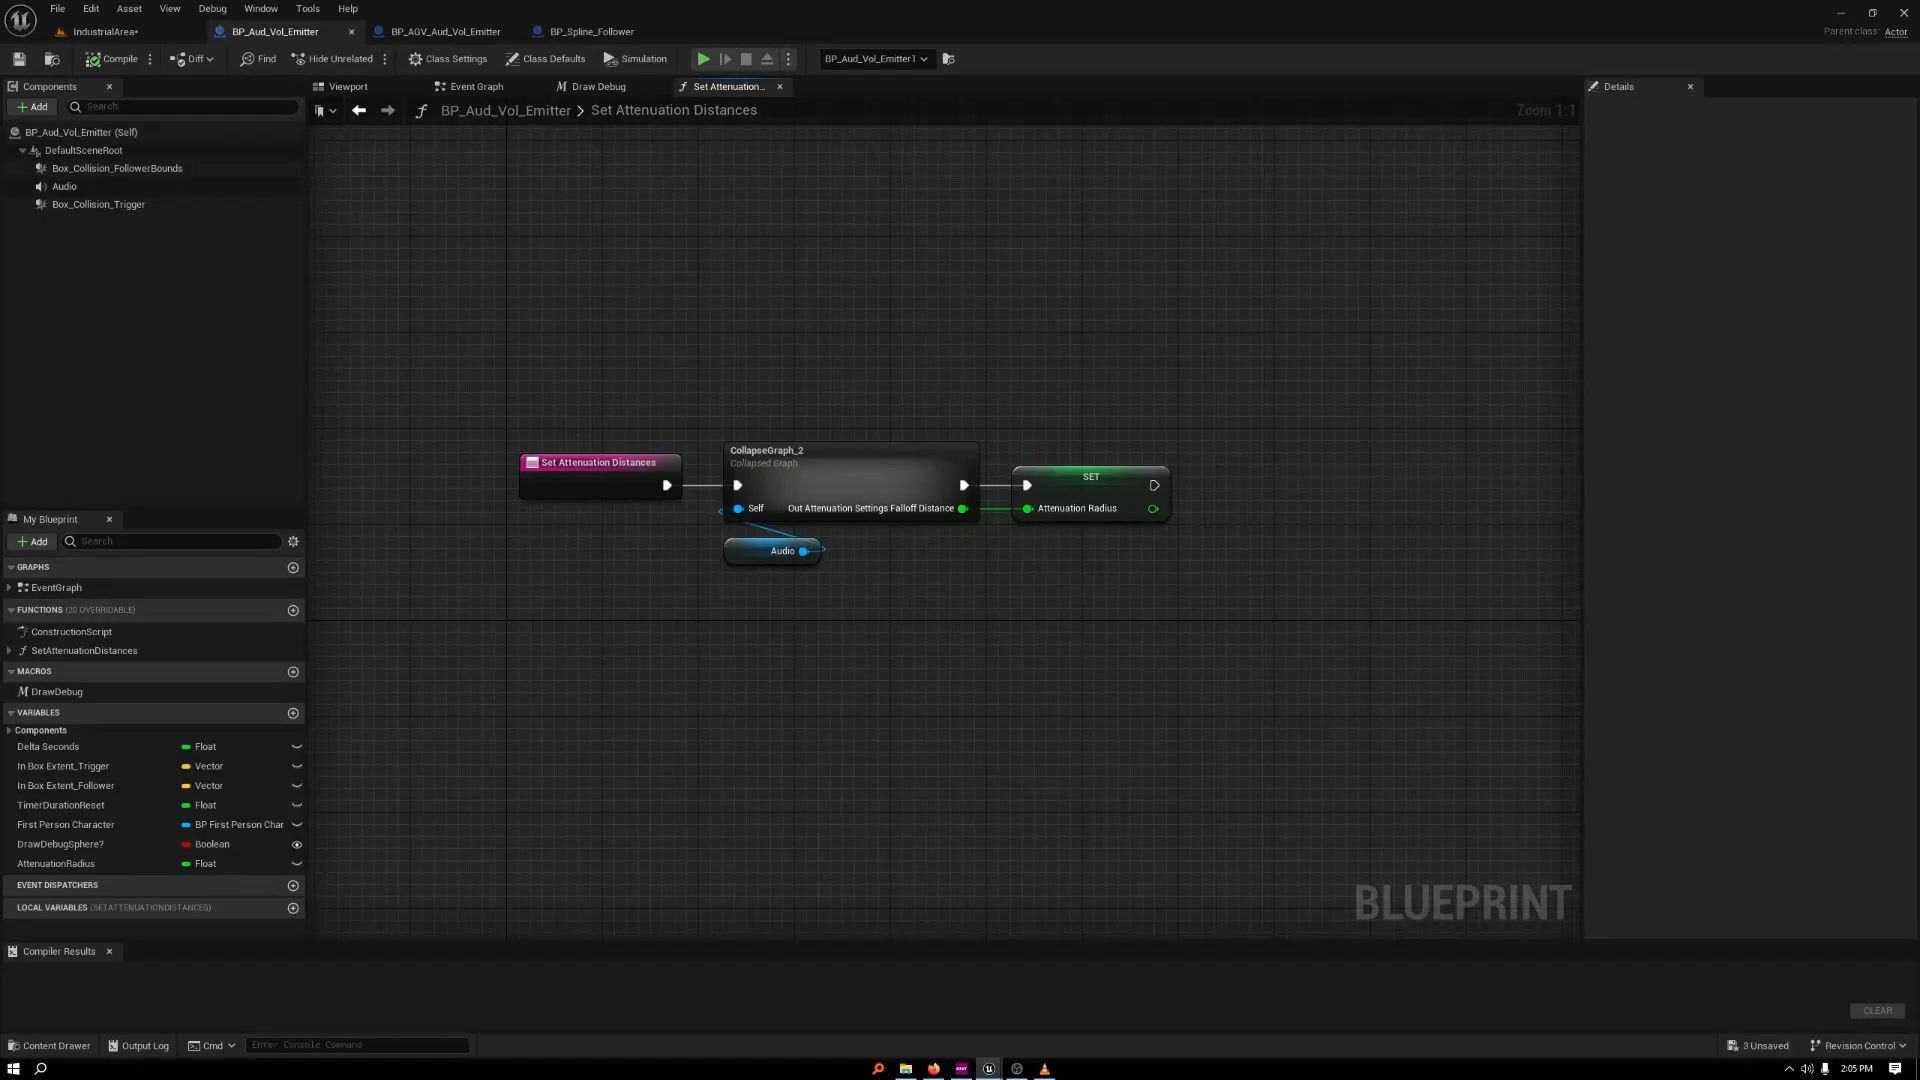 File Edit Asset View Debug Window Tools Help
IndustrialArea* BP_Aud_Vol_Emitter BP_AGV_Aud_Vol_Emitter BP_Spline_Follower
Parent class: Actor
Compile Diff Find Hide Unrelated Class Settings Class Defaults Simulation BP_Aud_Vol_Emitter1
Components Viewport Event Graph Draw Debug Set Attenuation... Details
Add Search
BP_Aud_Vol_Emitter > Set Attenuation Distances Zoom 1:1
BP_Aud_Vol_Emitter (Self)
DefaultSceneRoot
Box_Collision_FollowerBounds
Audio
Box_Collision_Trigger
CollapseGraph_2
Collapsed Graph
Set Attenuation Distances
SET
Self Out Attenuation Settings Falloff Distance Attenuation Radius
Audio
My Blueprint
Add Search
GRAPHS
EventGraph
FUNCTIONS (20 OVERRIDABLE)
ConstructionScript
SetAttenuationDistances
MACROS
DrawDebug
VARIABLES
Components
Delta Seconds Float
In Box Extent_Trigger Vector
In Box Extent_Follower Vector
TimerDurationReset Float
First Person Character BP First Person Char
DrawDebugSphere? Boolean
AttenuationRadius Float
EVENT DISPATCHERS
LOCAL VARIABLES (SETATTENUATIONDISTANCES)
BLUEPRINT
Compiler Results
CLEAR
Content Drawer Output Log Cmd Enter Console Command 3 Unsaved Revision Control
2:05 PM